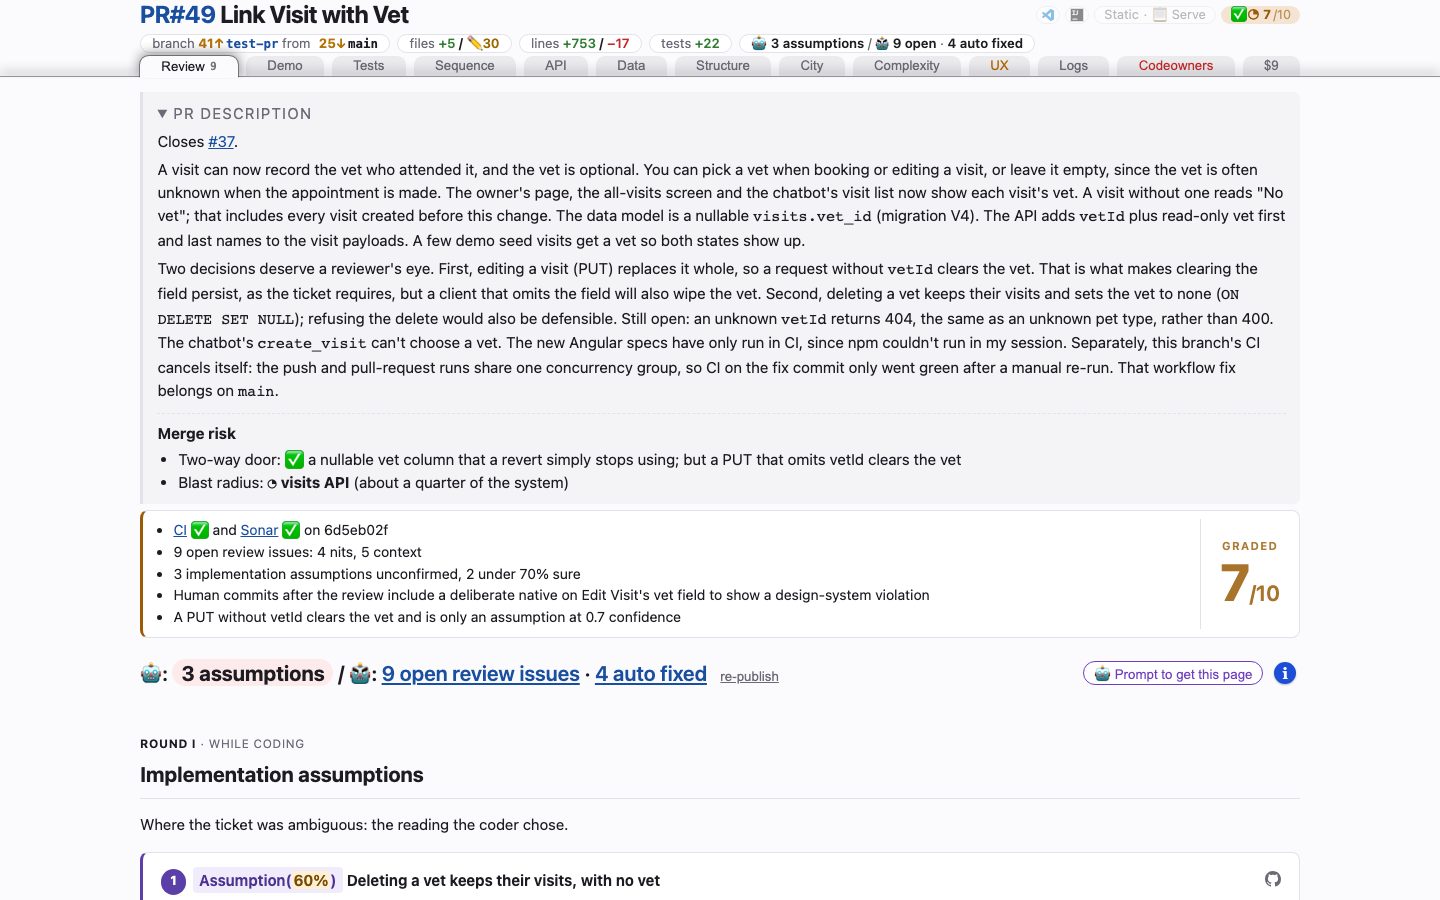 PR#49 Link Visit with Vet
Static · Serve
✅ 7/10
branch 41↑ test-pr from 25↓ main
files +5 / ✏️30
lines +753 / −17
tests +22
3 assumptions / 9 open · 4 auto fixed
Review 9
Demo
Tests
Sequence
API
Data
Structure
City
Complexity
UX
Logs
Codeowners
$9
▼ PR DESCRIPTION
Closes #37.
A visit can now record the vet who attended it, and the vet is optional. You can pick a vet when booking or editing a visit, or leave it empty, since the vet is often
unknown when the appointment is made. The owner's page, the all-visits screen and the chatbot's visit list now show each visit's vet. A visit without one reads "No
vet"; that includes every visit created before this change. The data model is a nullable visits.vet_id (migration V4). The API adds vetId plus read-only vet first
and last names to the visit payloads. A few demo seed visits get a vet so both states show up.
Two decisions deserve a reviewer's eye. First, editing a visit (PUT) replaces it whole, so a request without vetId clears the vet. That is what makes clearing the
field persist, as the ticket requires, but a client that omits the field will also wipe the vet. Second, deleting a vet keeps their visits and sets the vet to none (ON
DELETE SET NULL); refusing the delete would also be defensible. Still open: an unknown vetId returns 404, the same as an unknown pet type, rather than 400.
The chatbot's create_visit can't choose a vet. The new Angular specs have only run in CI, since npm couldn't run in my session. Separately, this branch's CI
cancels itself: the push and pull-request runs share one concurrency group, so CI on the fix commit only went green after a manual re-run. That workflow fix
belongs on main.
Merge risk
• Two-way door: ✅ a nullable vet column that a revert simply stops using; but a PUT that omits vetId clears the vet
• Blast radius: visits API (about a quarter of the system)
• CI ✅ and Sonar ✅ on 6d5eb02f
• 9 open review issues: 4 nits, 5 context
• 3 implementation assumptions unconfirmed, 2 under 70% sure
• Human commits after the review include a deliberate native on Edit Visit's vet field to show a design-system violation
• A PUT without vetId clears the vet and is only an assumption at 0.7 confidence
GRADED
7/10
🤖: 3 assumptions / : 9 open review issues · 4 auto fixed re-publish
🤖 Prompt to get this page
i
ROUND I · WHILE CODING
Implementation assumptions
Where the ticket was ambiguous: the reading the coder chose.
1 Assumption(60%) Deleting a vet keeps their visits, with no vet